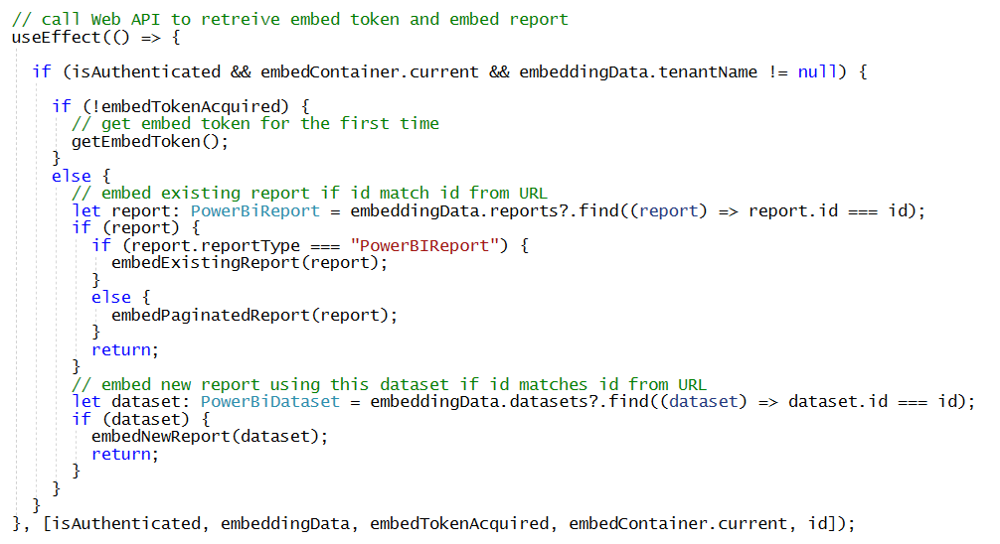 // call Web API to retreive embed token and embed report
useEffect(() => {
if (isAuthenticated && embedContainer.current && embeddingData.tenantName != null) {
if (!embedTokenAcquired) {
// get embed token for the first time
getEmbedToken();
}
else {
// embed existing report if id match id from URL
let report: PowerBiReport = embeddingData.reports?.find((report) => report.id === id);
if (report) {
if (report.reportType === "PowerBIReport") {
embedExistingReport(report);
}
else {
embedPaginatedReport(report);
}
return;
}
// embed new report using this dataset if id matches id from URL
let dataset: PowerBiDataset = embeddingData.datasets?.find((dataset) => dataset.id === id);
if (dataset) {
embedNewReport(dataset);
return;
}
}
}
}, [isAuthenticated, embeddingData, embedTokenAcquired, embedContainer.current, id]);